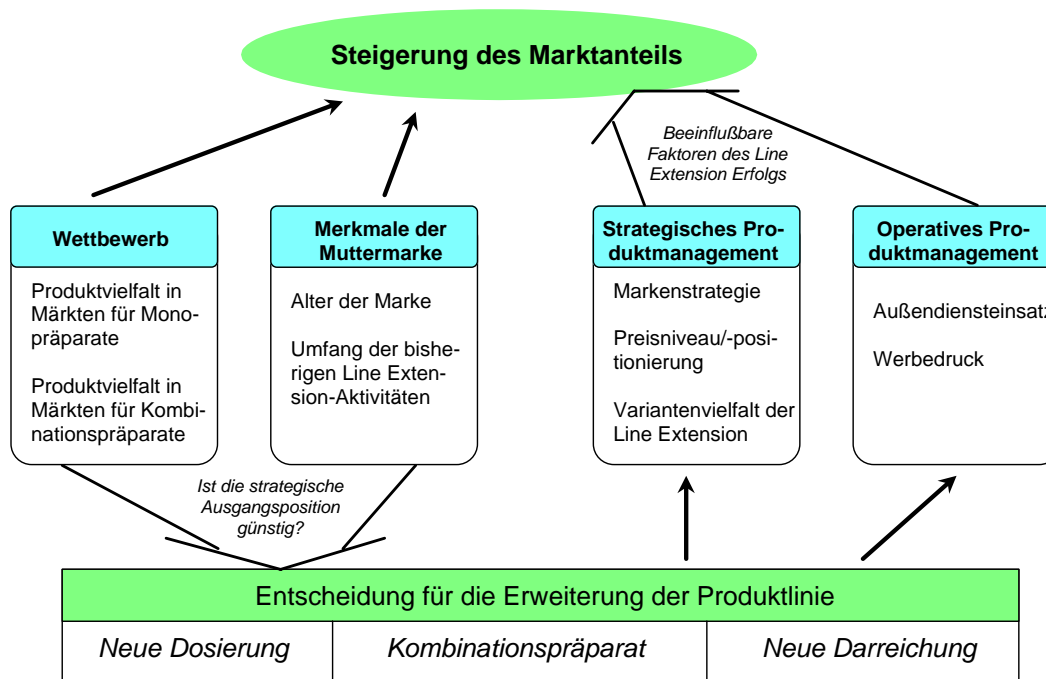 Steigerung des Marktanteils
Beeinflußbare
Faktoren des Line
Extension Erfolgs
Wettbewerb
Produktvielfalt in
Märkten für Mono-
präparate
Produktvielfalt in
Märkten für Kombi-
nationspräparate
Merkmale der
Muttermarke
Alter der Marke
Umfang der bishe-
rigen Line Exten-
sion-Aktivitäten
Strategisches Pro-
duktmanagement
Markenstrategie
Preisniveau/-posi-
tionierung
Variantenvielfalt der
Line Extension
Operatives Pro-
duktmanagement
Außendiensteinsatz
Werbedruck
Ist die strategische
Ausgangsposition
günstig?
Entscheidung für die Erweiterung der Produktlinie
Neue Dosierung
Kombinationspräparat
Neue Darreichung